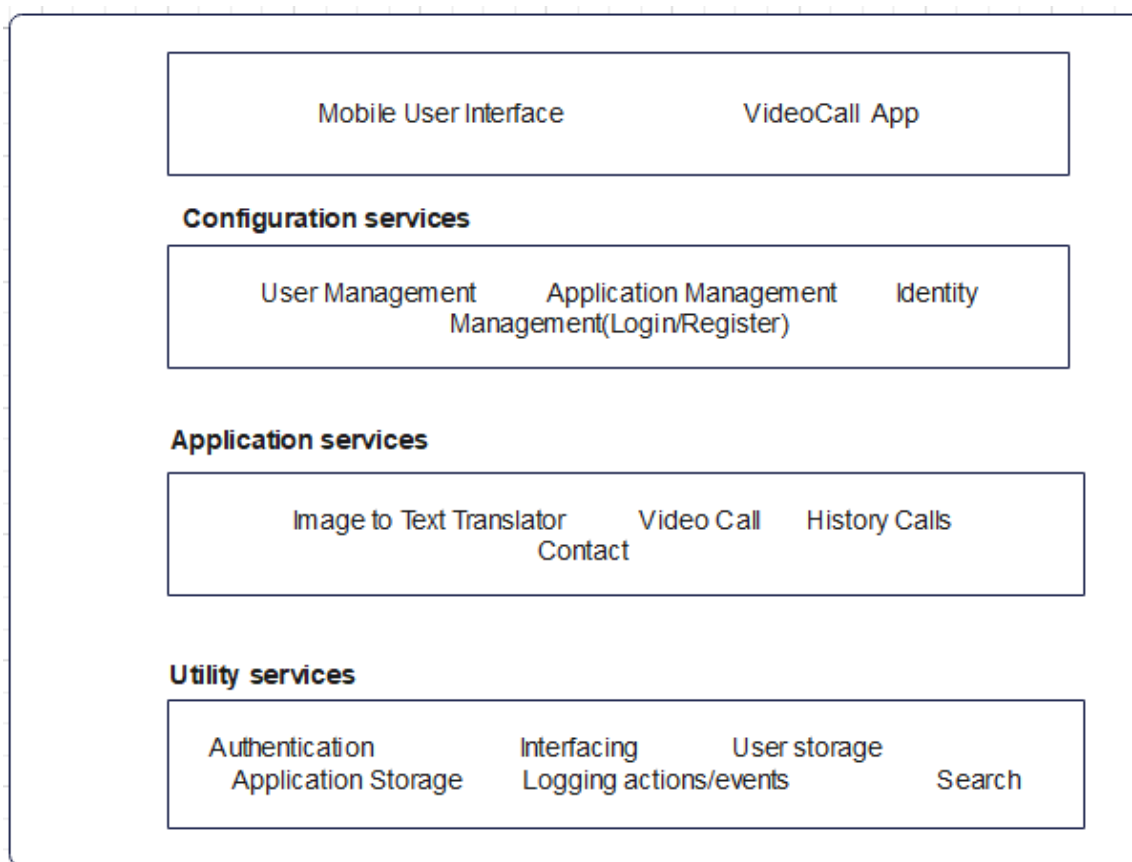 Mobile User Interface VideoCall App
Configuration services
User Management Application Management Identity
Management(Login/Register)
Application services
Image to Text Translator Video Call History Calls
Contact
Utility services
Authentication Interfacing User storage
Application Storage Logging actions/events Search